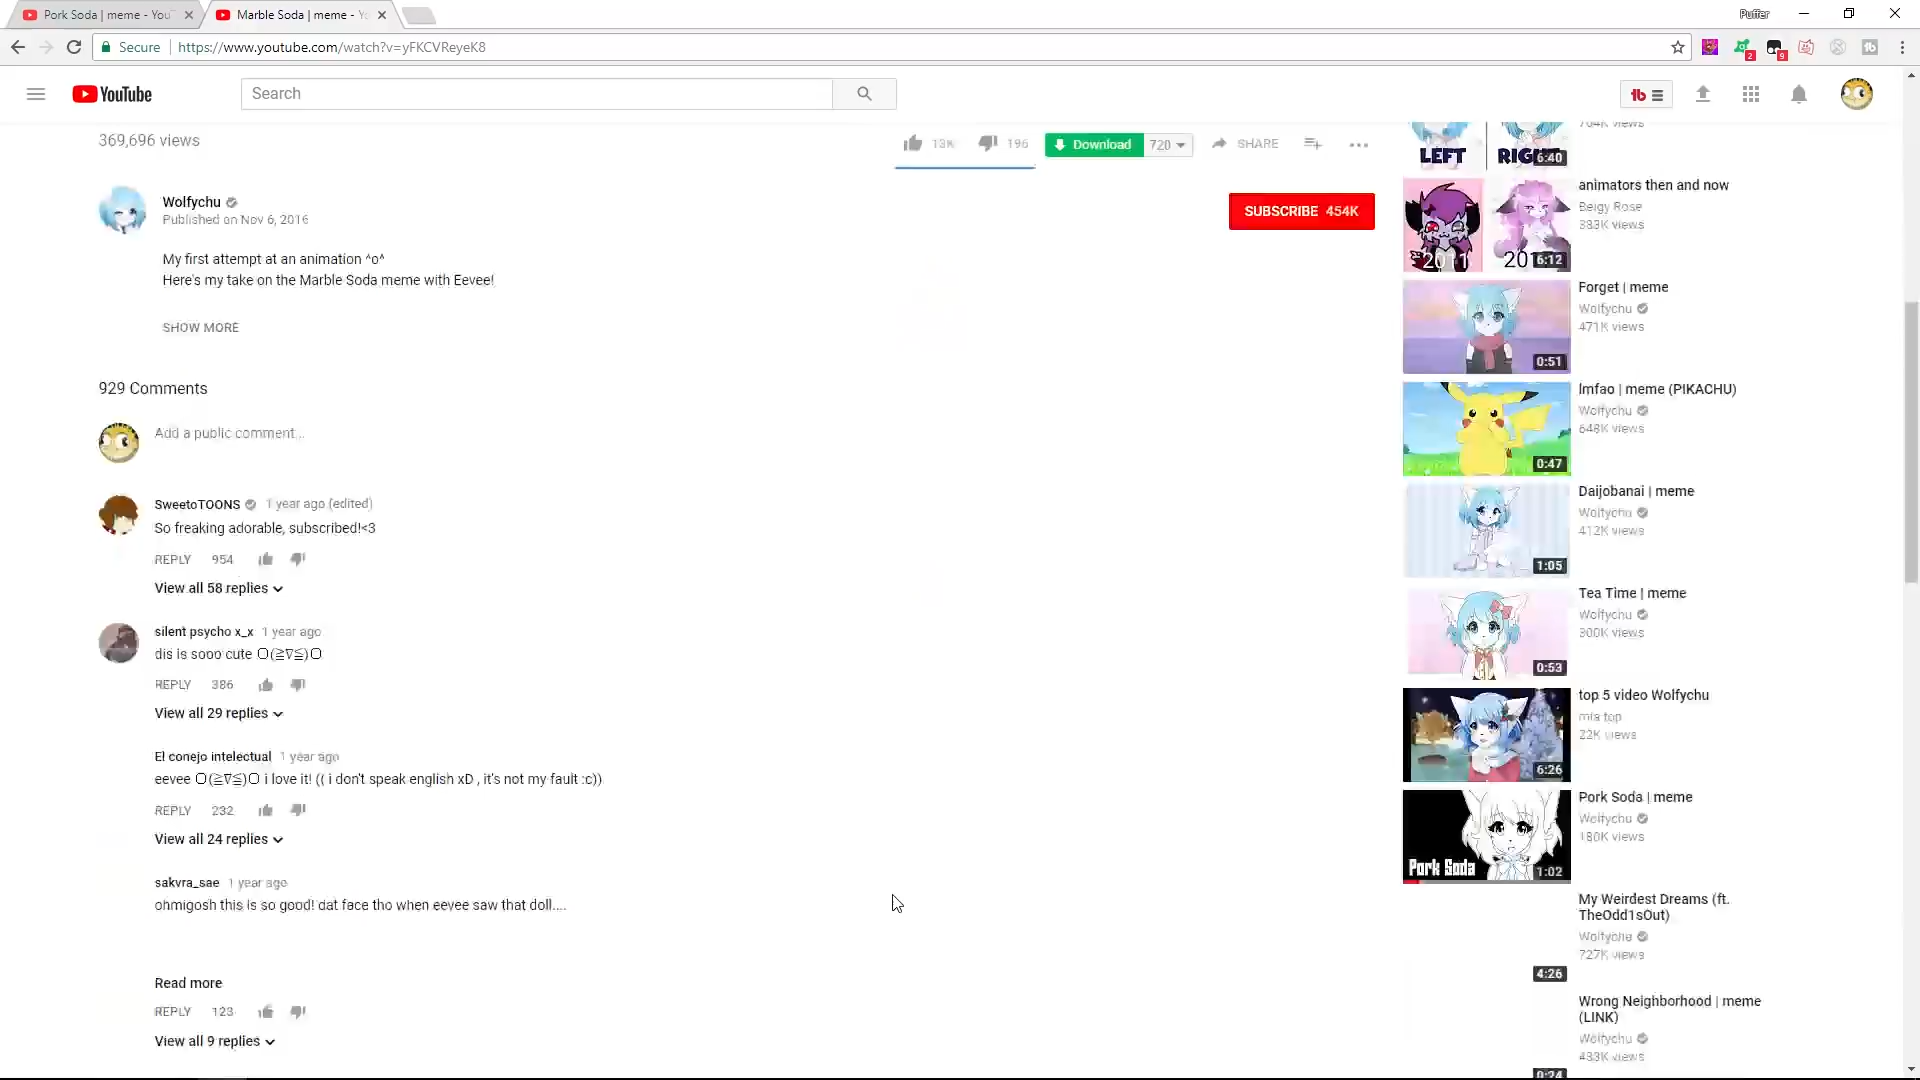 Pork Soda | meme - YouT
Marble Soda | meme - Yo
Puffer
Secure
https://www.youtube.com/watch?v=yFKCVReyeK8
2
9
YouTube
Search
369,696 views
13K
196
Download
720
SHARE
Wolfychu
Published on Nov 6, 2016
SUBSCRIBE 454K
My first attempt at an animation ^o^
Here's my take on the Marble Soda meme with Eevee!
SHOW MORE
929 Comments
Add a public comment...
SweetoTOONS 1 year ago (edited)
So freaking adorable, subscribed!<3
REPLY 954
View all 58 replies
silent psycho x_x 1 year ago
dis is sooo cute O(≧∇≦)O
REPLY 386
View all 29 replies
El conejo intelectual 1 year ago
eevee O(≧∇≦)O i love it! (( i don't speak english xD , it's not my fault :c))
REPLY 232
View all 24 replies
sakvra_sae 1 year ago
ohmigosh this is so good! dat face tho when eevee saw that doll....
Read more
REPLY 123
View all 9 replies
LEFT
RIGHT
6:40
animators then and now
Beigy Rose
383K views
2011
6:12
Forget | meme
Wolfychu
471K views
0:51
lmfao | meme (PIKACHU)
Wolfychu
648K views
0:47
Daijobanai | meme
Wolfychu
412K views
1:05
Tea Time | meme
Wolfychu
300K views
0:53
top 5 video Wolfychu
mia top
22K views
6:26
Pork Soda | meme
Wolfychu
180K views
Pork Soda
1:02
My Weirdest Dreams (ft.
TheOdd1sOut)
Wolfychu
727K views
4:26
Wrong Neighborhood | meme
(LINK)
Wolfychu
433K views
0:24